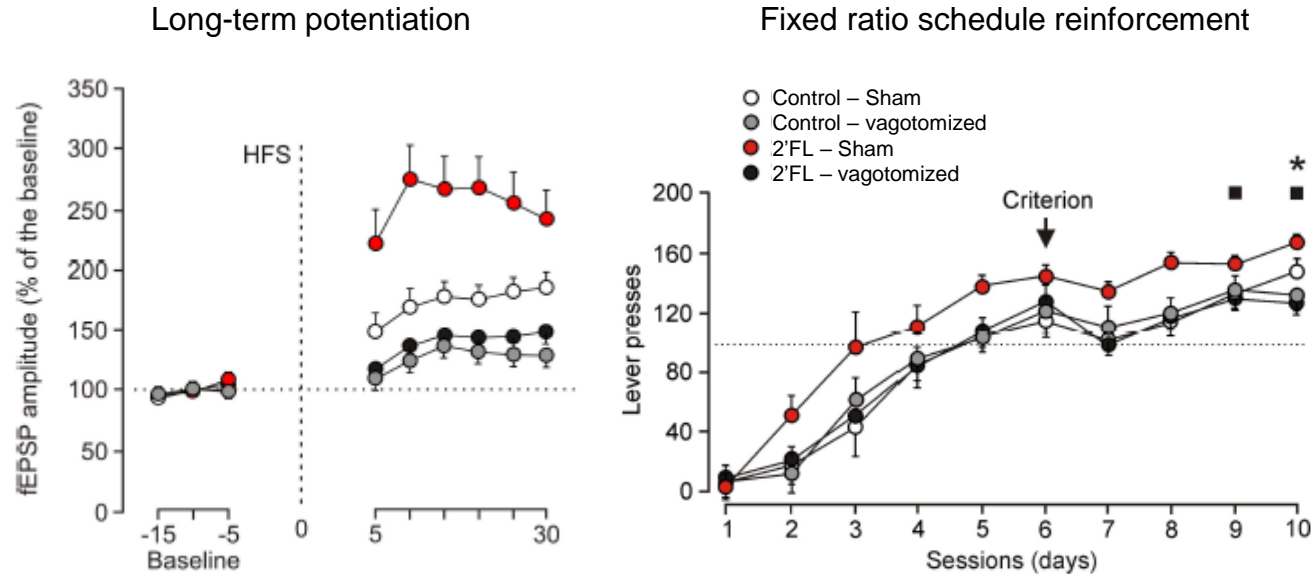 Long-term potentiation
Fixed ratio schedule reinforcement
fEPSP amplitude (% of the baseline)
350
300
250
200
150
100
50
0
HFS
-15
-5
0
5
30
Baseline
Control – Sham
Control – vagotomized
2'FL – Sham
2'FL – vagotomized
Lever presses
200
160
120
80
40
0
Criterion
*
1 2 3 4 5 6 7 8 9 10
Sessions (days)